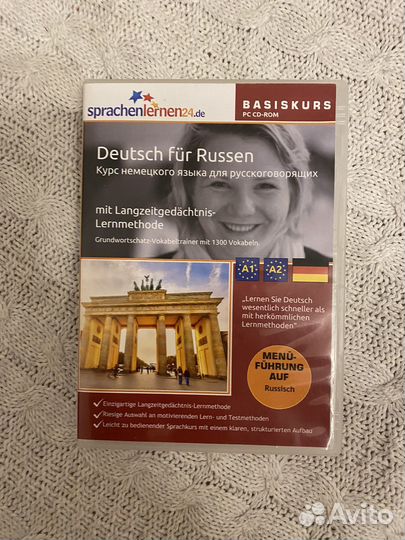 sprachenlernen24.de
BASISKURS
PC CD-ROM
Deutsch für Russen
Курс немецкого языка для русскоговорящих
mit Langzeitgedächtnis-
Lernmethode
Grundwortschatz-Vokabeltrainer mit 1300 Vokabeln
A1
A2
„Lernen Sie Deutsch
wesentlich schneller als
mit herkömmlichen
Lernmethoden"
MENÜ-
FÜHRUNG
AUF
Russisch
Einzigartige Langzeitgedächtnis-Lernmethode
Riesige Auswahl an motivierenden Lern- und Testmethoden
Leicht zu bedienender Sprachkurs mit einem klaren, strukturierten Aufbau
Avito